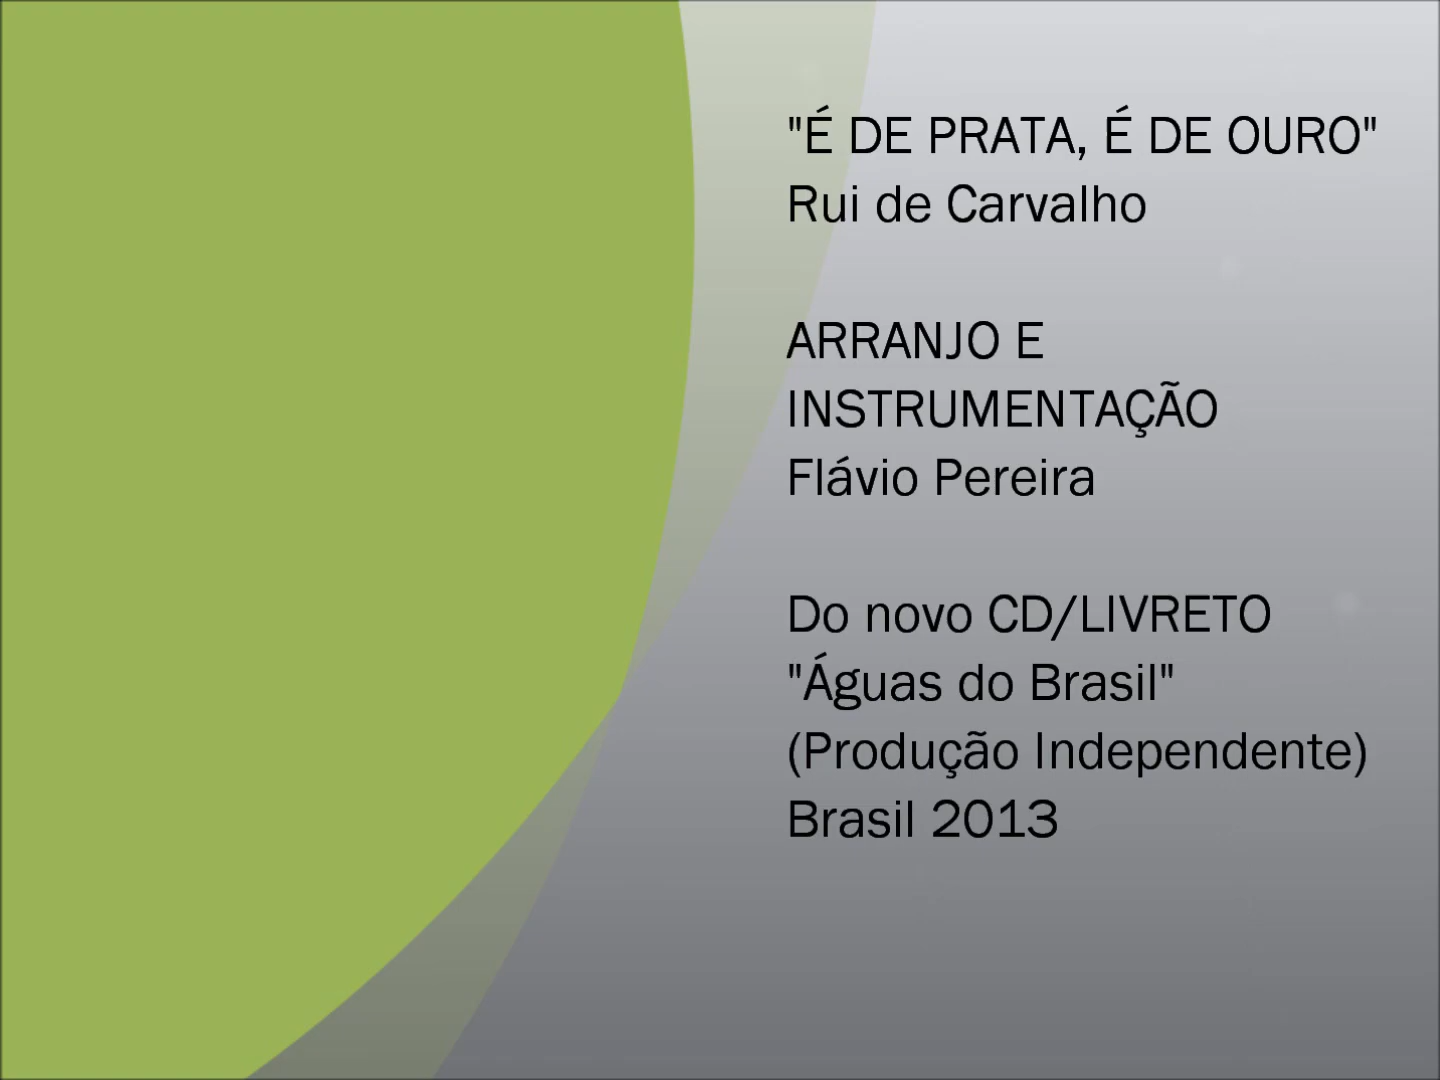 "É DE PRATA, É DE OURO"
Rui de Carvalho
ARRANJO E
INSTRUMENTAÇÃO
Flávio Pereira
Do novo CD/LIVRETO
"Águas do Brasil"
(Produção Independente)
Brasil 2013